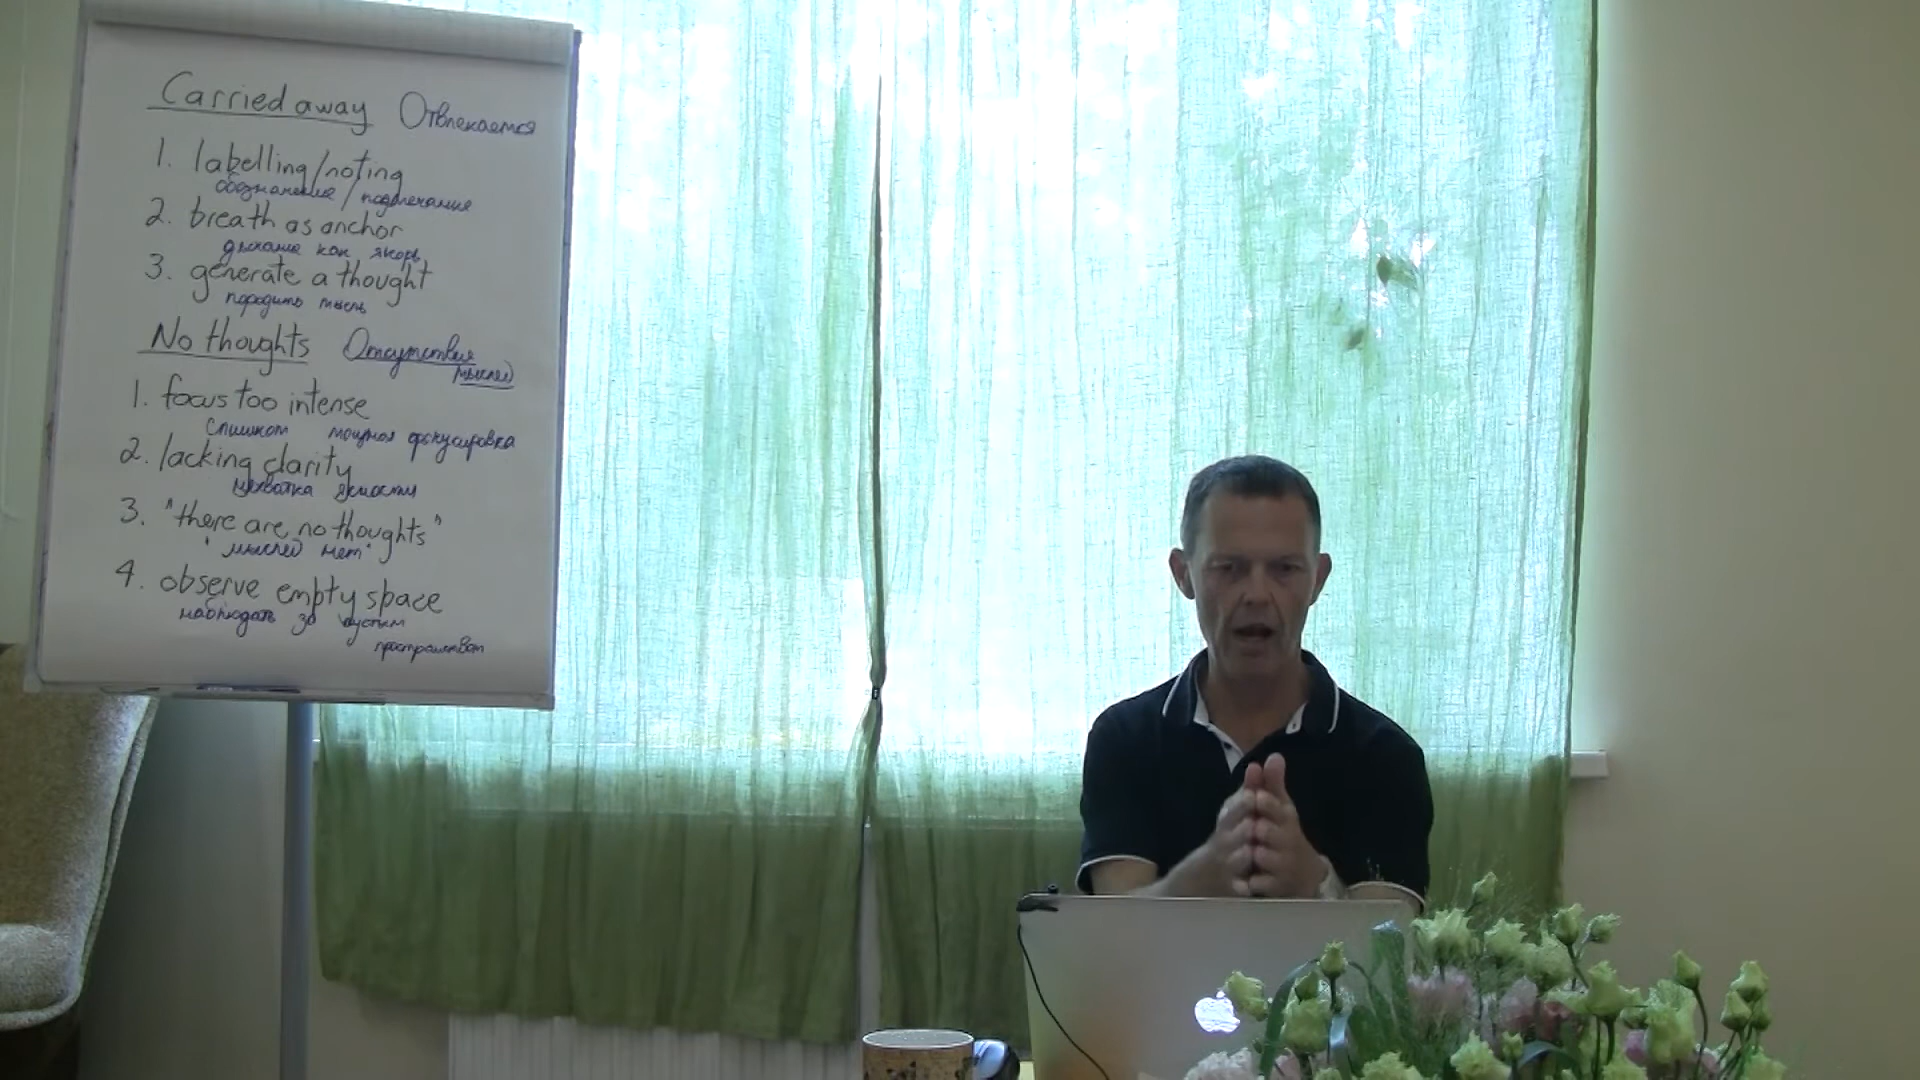 Carried away Отвлекается
1. labelling/noting
обозначение / подмечание
2. breath as anchor
дыхание как якорь
3. generate a thought
породить мысль
No thoughts Отсутствия
мыслей
1. focus too intense
слишком мощная фокусировка
2. lacking clarity
нехватка ясности
3. "there are no thoughts"
"мыслей нет"
4. observe empty space
наблюдать за пустым
пространством